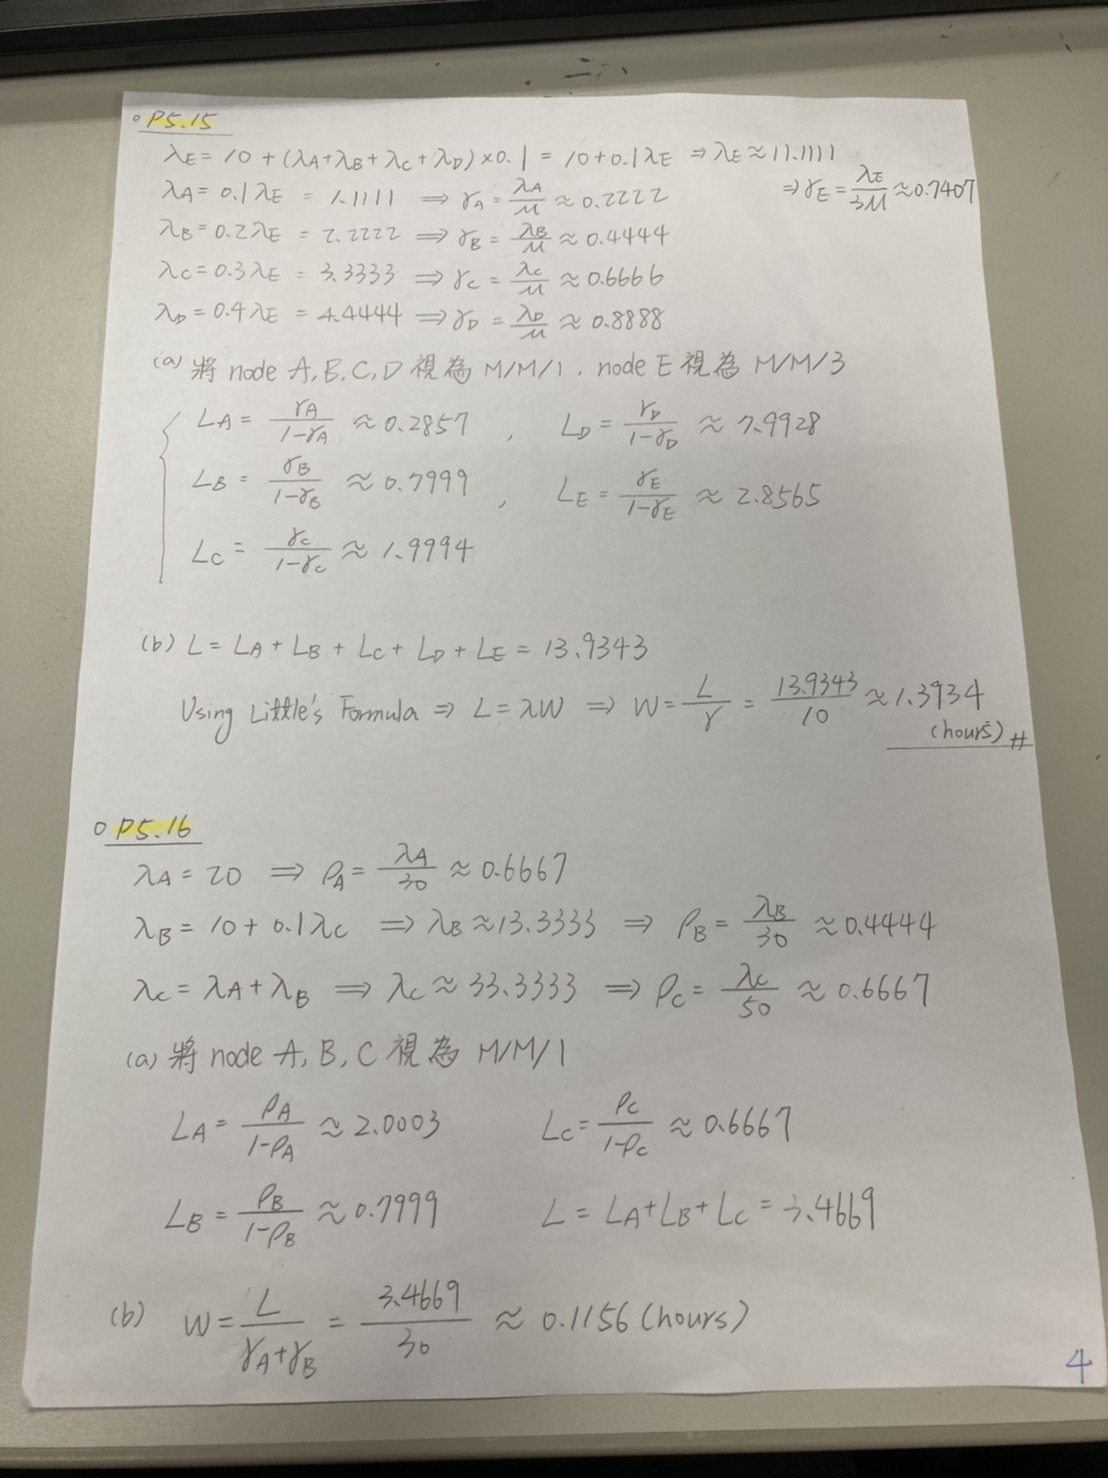 ○ P5.15
λE = 10 + (λA+λB+λC+λD)×0.1 = 10+0.1λE ⇒ λE≈11.1111
⇒ γE = λE/3μ ≈0.7407
λA = 0.1λE = 1.1111 ⇒ γA = λA/μ ≈ 0.2222
λB = 0.2λE = 2.2222 ⇒ γB = λB/μ ≈ 0.4444
λC = 0.3λE = 3.3333 ⇒ γC = λC/μ ≈ 0.6666
λD = 0.4λE = 4.4444 ⇒ γD = λD/μ ≈ 0.8888
(a) 將 node A, B, C, D 視為 M/M/1 . node E 視為 M/M/3
LA = γA/1-γA ≈ 0.2857 , LD = γD/1-γD ≈ 7.9928
LB = γB/1-γB ≈ 0.7999 , LE = γE/1-γE ≈ 2.8565
LC = γC/1-γC ≈ 1.9994
(b) L = LA + LB + LC + LD + LE = 13.9343
Using Little's Formula ⇒ L=λW ⇒ W = L/γ = 13.9343/10 ≈ 1.3934
(hours) #
○ P5.16
λA = 20 ⇒ ρA = λA/30 ≈ 0.6667
λB = 10 + 0.1λC ⇒ λB ≈ 13.3333 ⇒ ρB = λB/30 ≈ 0.4444
λC = λA + λB ⇒ λC ≈ 33.3333 ⇒ ρC = λC/50 ≈ 0.6667
(a) 將 node A, B, C 視為 M/M/1
LA = ρA/1-ρA ≈ 2.0003 LC = ρC/1-ρC ≈ 0.6667
LB = ρB/1-ρB ≈ 0.7999 L = LA+LB+LC = 3.4669
(b) W = L/γA+γB = 3.4669/30 ≈ 0.1156 (hours)
4